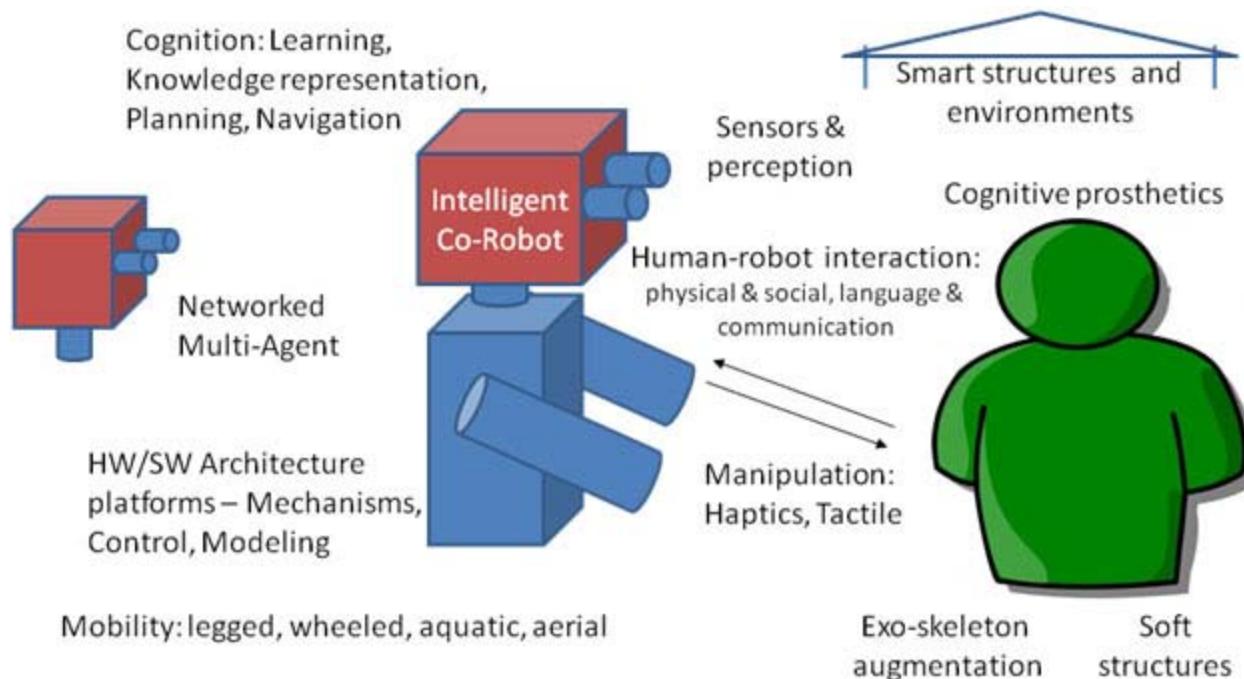 Cognition: Learning,
Knowledge representation,
Planning, Navigation
Smart structures and
environments
Sensors &
perception
Intelligent
Co-Robot
Cognitive prosthetics
Human-robot interaction:
physical & social, language &
communication
Networked
Multi-Agent
HW/SW Architecture
platforms – Mechanisms,
Control, Modeling
Manipulation:
Haptics, Tactile
Mobility: legged, wheeled, aquatic, aerial
Exo-skeleton
augmentation
Soft
structures